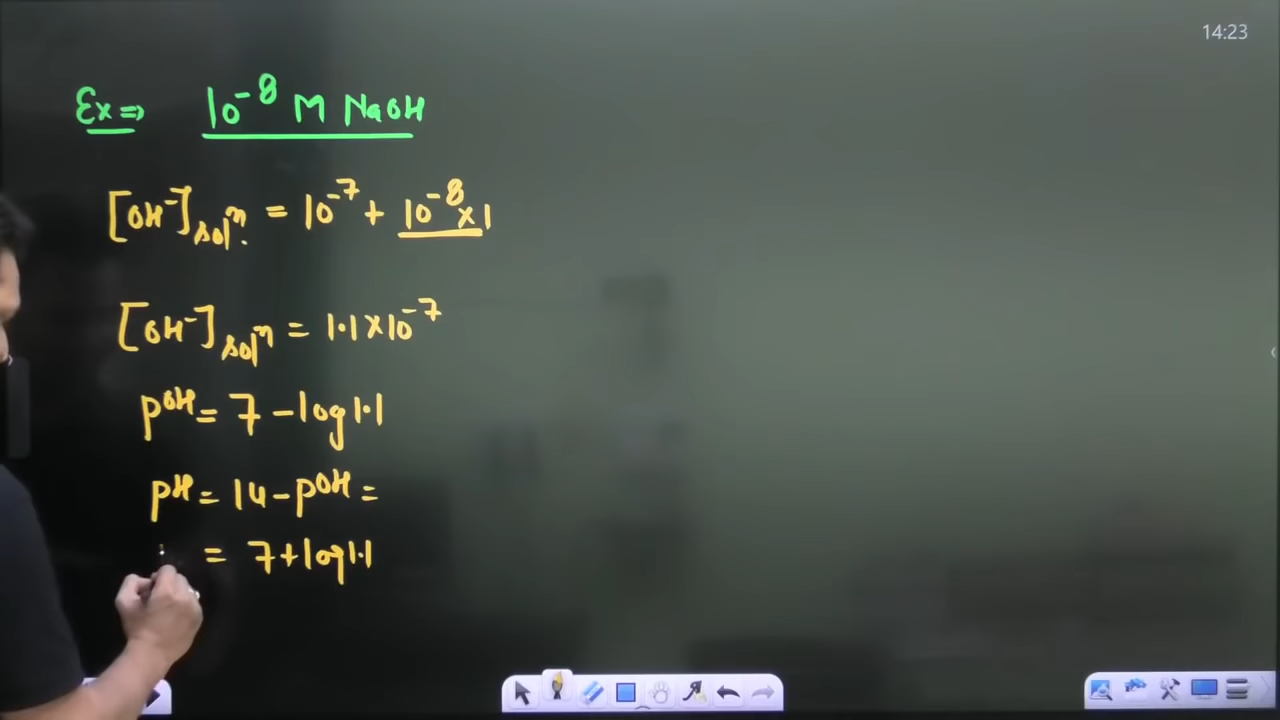 14:23
Ex ⇒ 10⁻⁸ M NaOH
[OH⁻]solⁿ. = 10⁻⁷ + 10⁻⁸ × 1
[OH⁻]solⁿ = 1.1 × 10⁻⁷
pᴼᴴ = 7 - log 1.1
pᴴ = 14 - pᴼᴴ =
= 7 + log 1.1